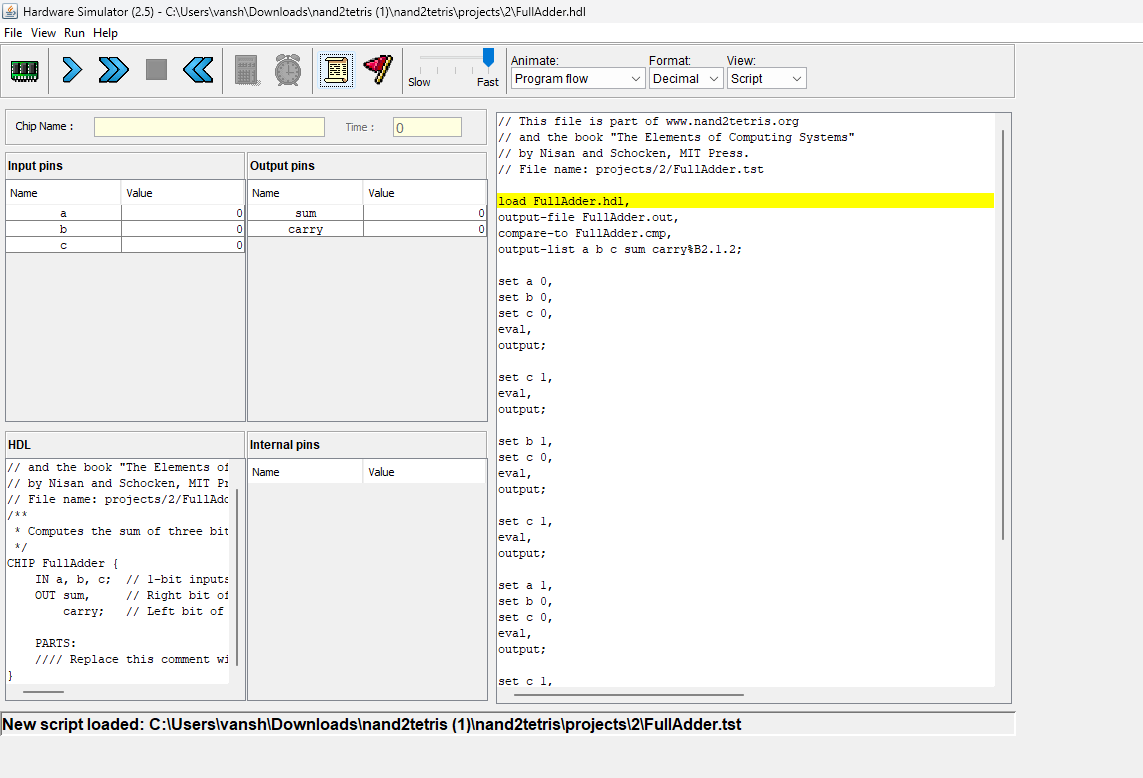 Hardware Simulator (2.5) - C:\Users\vansh\Downloads\nand2tetris (1)\nand2tetris\projects\2\FullAdder.hdl
File View Run Help
Slow Fast
Animate: Format: View:
Program flow Decimal Script
Chip Name : Time : 0
Input pins
Name Value
a 0
b 0
c 0
Output pins
Name Value
sum 0
carry 0
HDL
// and the book "The Elements of
// by Nisan and Schocken, MIT Pr
// File name: projects/2/FullAdd
/**
* Computes the sum of three bit
*/
CHIP FullAdder {
IN a, b, c; // 1-bit inputs
OUT sum, // Right bit of
carry; // Left bit of
PARTS:
//// Replace this comment wi
}
Internal pins
Name Value
// This file is part of www.nand2tetris.org
// and the book "The Elements of Computing Systems"
// by Nisan and Schocken, MIT Press.
// File name: projects/2/FullAdder.tst
load FullAdder.hdl,
output-file FullAdder.out,
compare-to FullAdder.cmp,
output-list a b c sum carry%B2.1.2;
set a 0,
set b 0,
set c 0,
eval,
output;
set c 1,
eval,
output;
set b 1,
set c 0,
eval,
output;
set c 1,
eval,
output;
set a 1,
set b 0,
set c 0,
eval,
output;
set c 1,
New script loaded: C:\Users\vansh\Downloads\nand2tetris (1)\nand2tetris\projects\2\FullAdder.tst